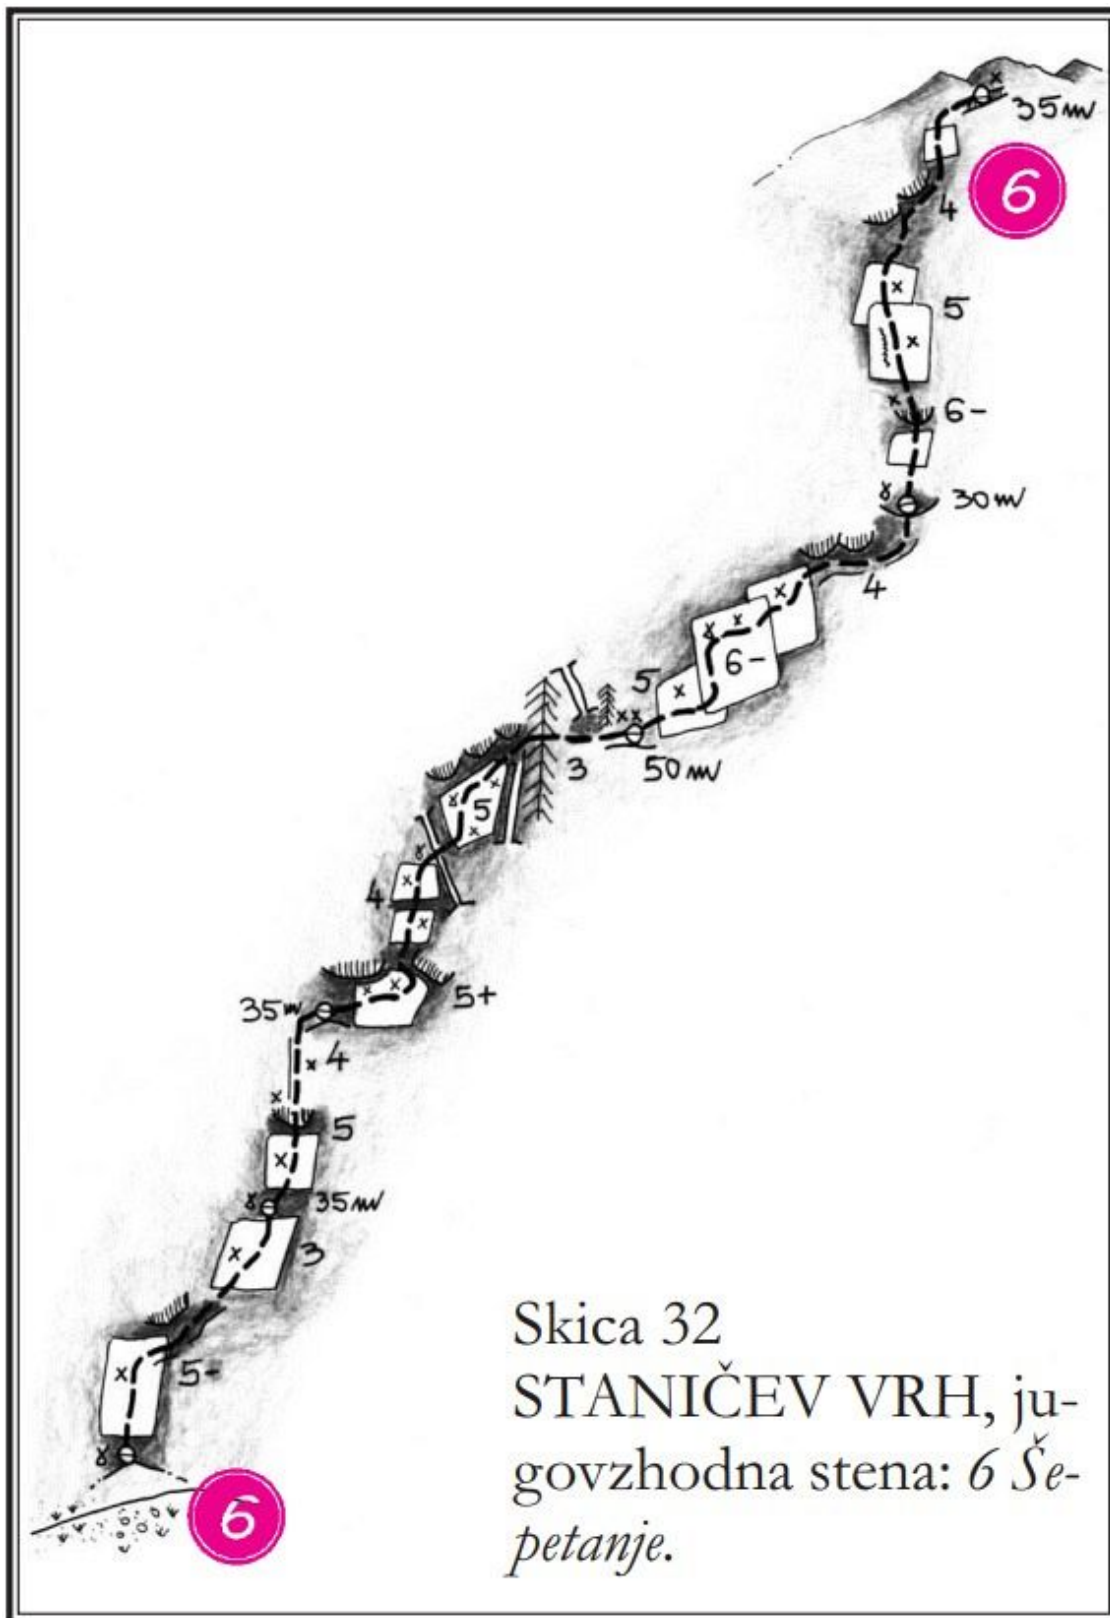 35m
6
4
5
6-
30m
4
5
6-
3
50m
5
4
5+
35m
4
5
35m
3
5-
6
Skica 32
STANIČEV VRH, ju-
govzhodna stena: 6 Še-
petanje.